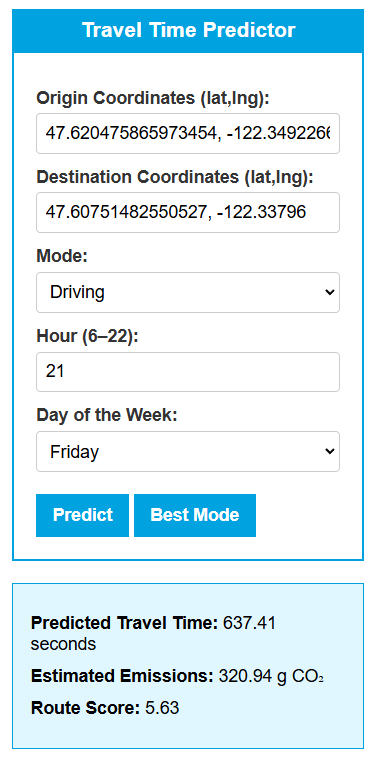 Travel Time Predictor
Origin Coordinates (lat,lng):
47.620475865973454, -122.3492266
Destination Coordinates (lat,lng):
47.60751482550527, -122.33796
Mode:
Driving
Hour (6–22):
21
Day of the Week:
Friday
Predict Best Mode
Predicted Travel Time: 637.41
seconds
Estimated Emissions: 320.94 g CO₂
Route Score: 5.63